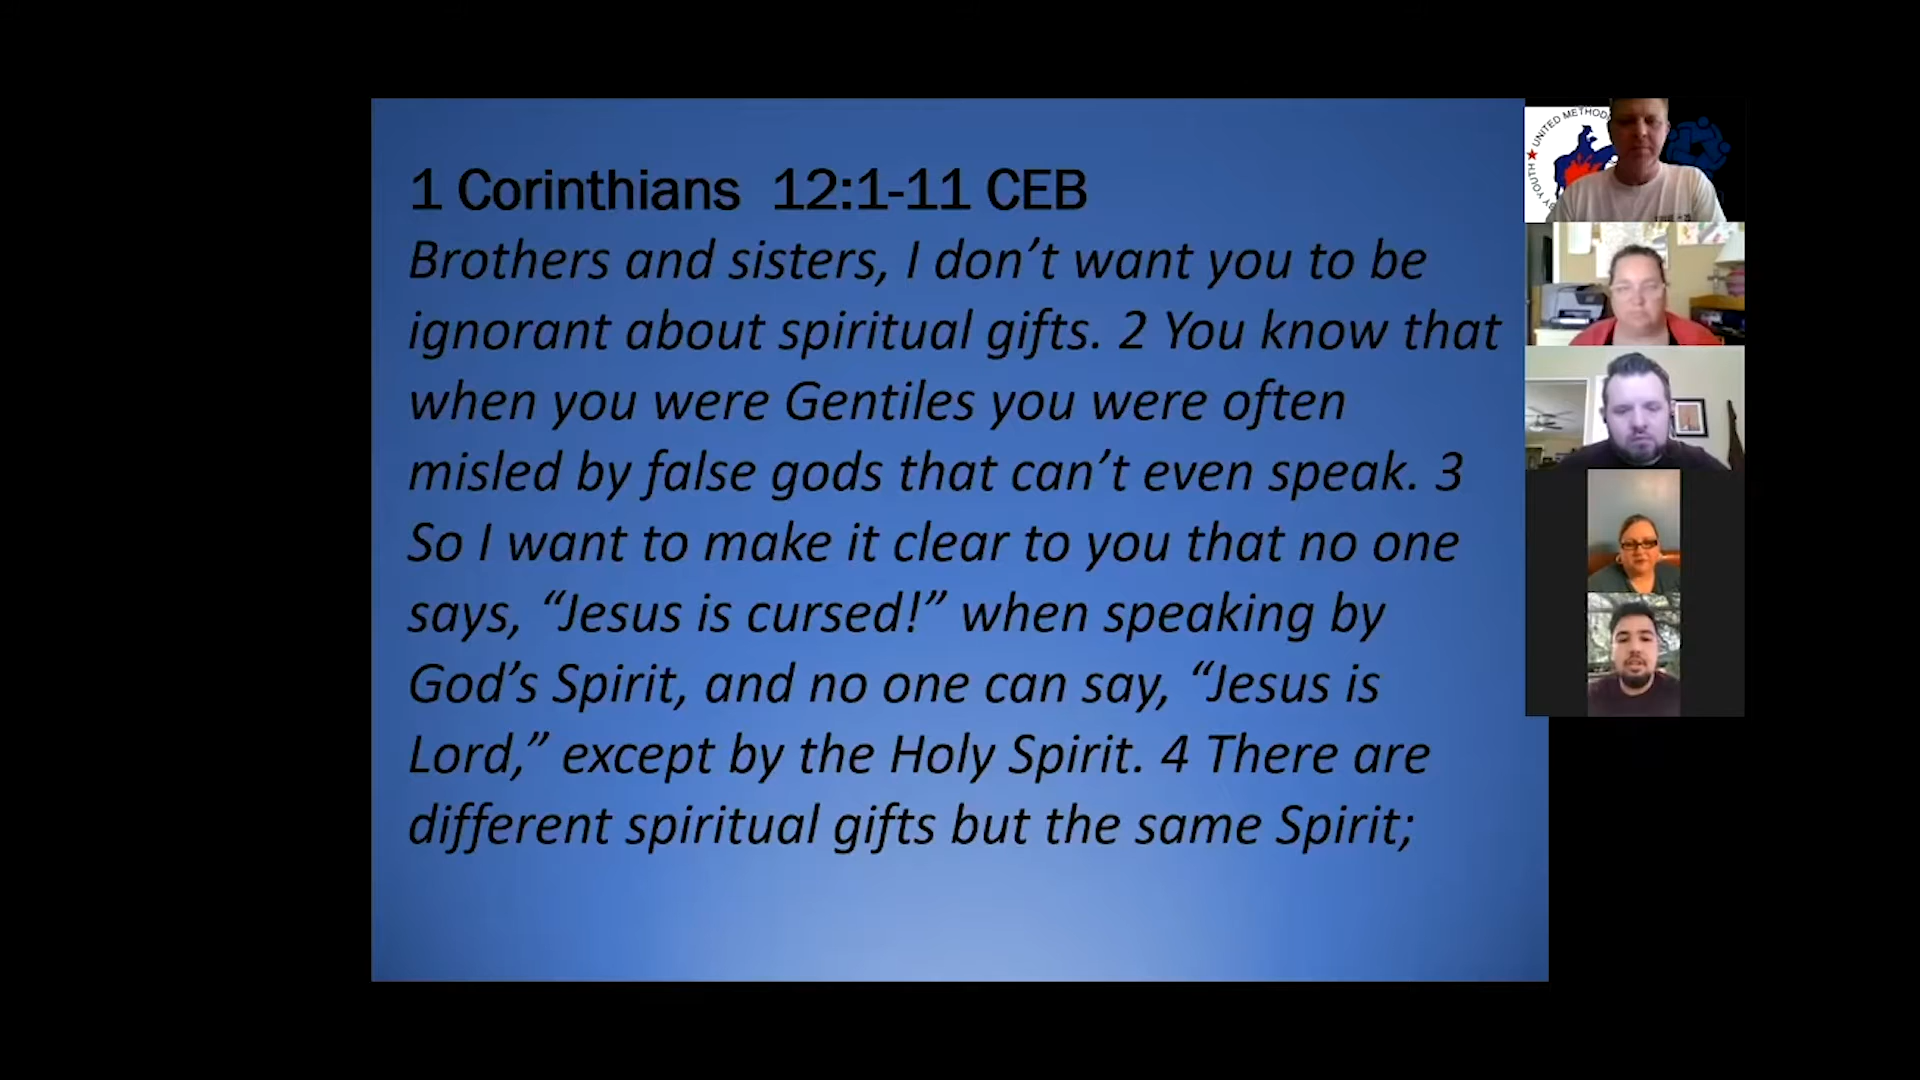 1 Corinthians 12:1-11 CEB
Brothers and sisters, I don’t want you to be
ignorant about spiritual gifts. 2 You know that
when you were Gentiles you were often
misled by false gods that can’t even speak. 3
So I want to make it clear to you that no one
says, “Jesus is cursed!” when speaking by
God’s Spirit, and no one can say, “Jesus is
Lord,” except by the Holy Spirit. 4 There are
different spiritual gifts but the same Spirit;
UNITED METHOD
BY YOUTH